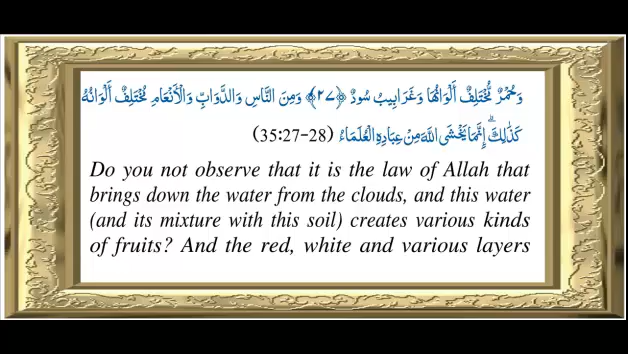 وَحُمْرٌ مُّخْتَلِفٌ أَلْوَانُهَا وَغَرَابِيبُ سُودٌ ﴿٢٧﴾ وَمِنَ النَّاسِ وَالدَّوَابِّ وَالْأَنْعَامِ مُخْتَلِفٌ أَلْوَانُهُ
كَذَٰلِكَ ۗ إِنَّمَا يَخْشَى اللَّهَ مِنْ عِبَادِهِ الْعُلَمَاءُ (35:27-28)
Do you not observe that it is the law of Allah that
brings down the water from the clouds, and this water
(and its mixture with this soil) creates various kinds
of fruits? And the red, white and various layers